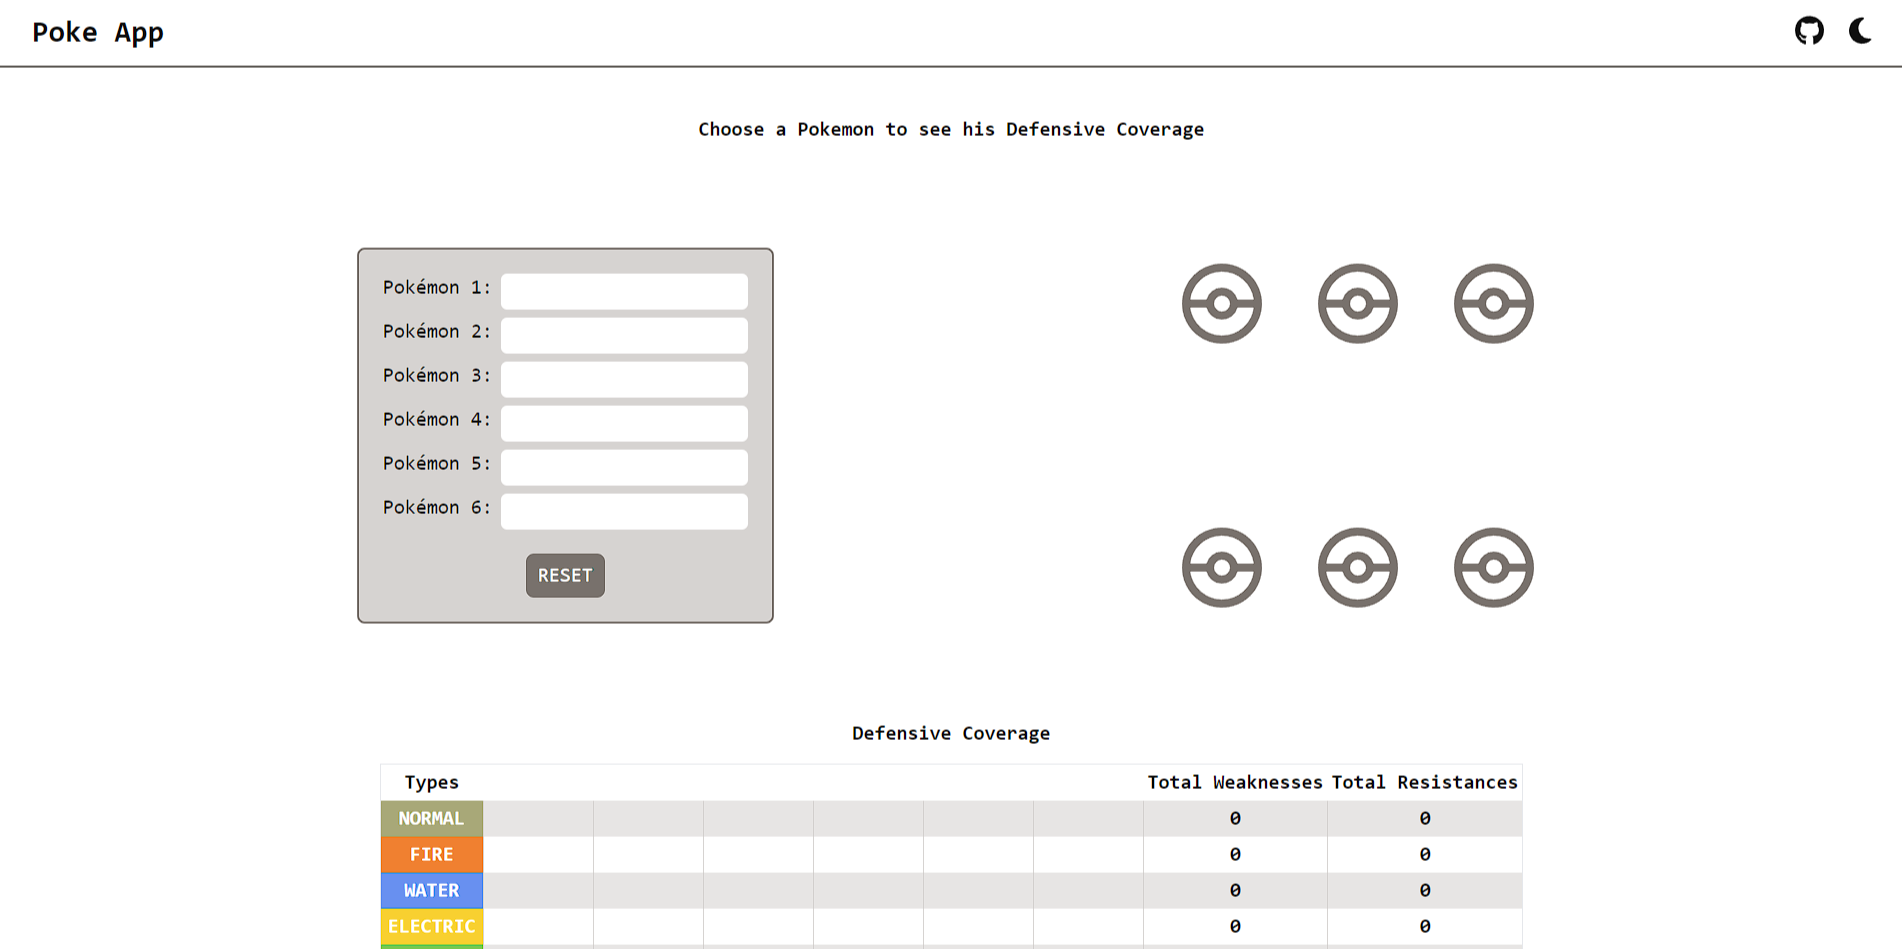 Poke App
Choose a Pokemon to see his Defensive Coverage
Pokémon 1:
Pokémon 2:
Pokémon 3:
Pokémon 4:
Pokémon 5:
Pokémon 6:
RESET
Defensive Coverage
Types Total Weaknesses Total Resistances
NORMAL 0 0
FIRE 0 0
WATER 0 0
ELECTRIC 0 0